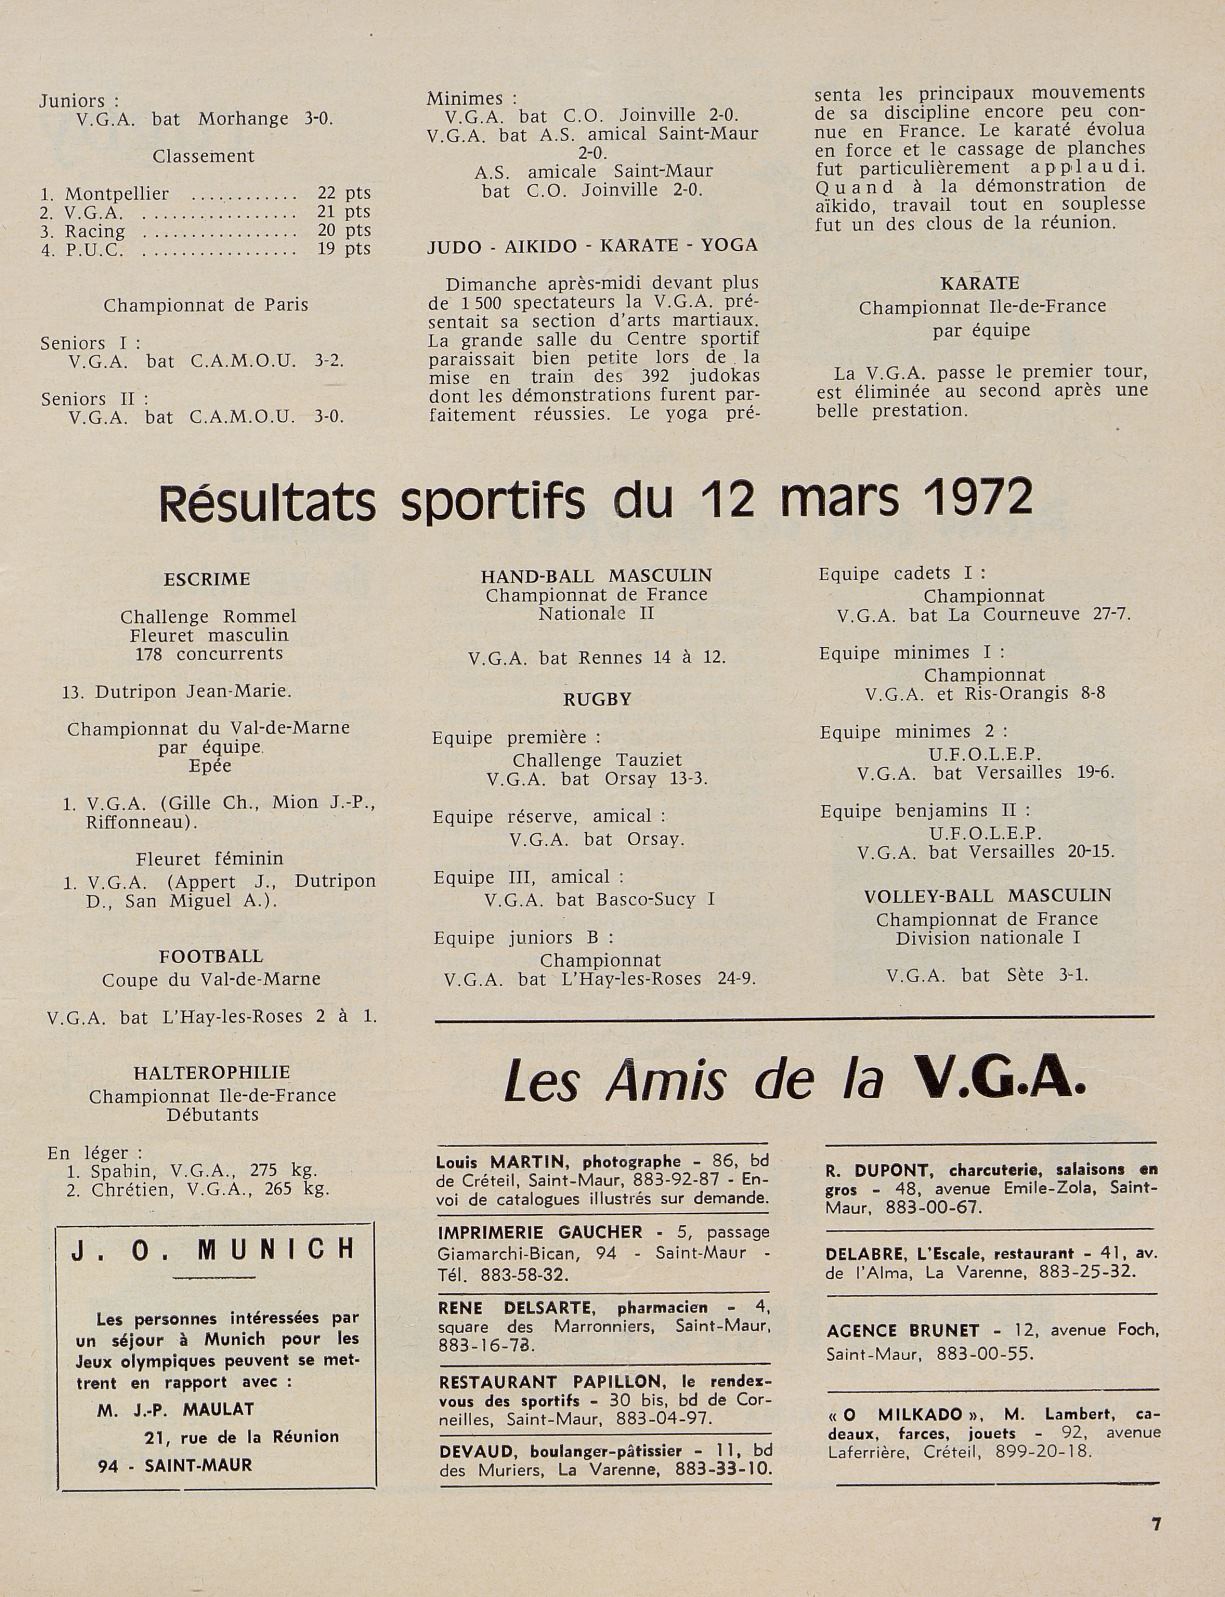 Juniors :
V.G.A. bat Morhange 3-0.
Classement
1. Montpellier ............ 22 pts
2. V.G.A. ................. 21 pts
3. Racing ................. 20 pts
4. P.U.C. ................. 19 pts
Championnat de Paris
Seniors I :
V.G.A. bat C.A.M.O.U. 3-2.
Seniors II :
V.G.A. bat C.A.M.O.U. 3-0.
Minimes :
V.G.A. bat C.O. Joinville 2-0.
V.G.A. bat A.S. amical Saint-Maur
2-0.
A.S. amicale Saint-Maur
bat C.O. Joinville 2-0.
JUDO - AIKIDO - KARATE - YOGA
Dimanche après-midi devant plus
de 1 500 spectateurs la V.G.A. pré-
sentait sa section d'arts martiaux.
La grande salle du Centre sportif
paraissait bien petite lors de la
mise en train des 392 judokas
dont les démonstrations furent par-
faitement réussies. Le yoga pré-
senta les principaux mouvements
de sa discipline encore peu con-
nue en France. Le karaté évolua
en force et le cassage de planches
fut particulièrement applaudi.
Quand à la démonstration de
aïkido, travail tout en souplesse
fut un des clous de la réunion.
KARATE
Championnat Ile-de-France
par équipe
La V.G.A. passe le premier tour,
est éliminée au second après une
belle prestation.
Résultats sportifs du 12 mars 1972
ESCRIME
Challenge Rommel
Fleuret masculin
178 concurrents
13. Dutripon Jean-Marie.
Championnat du Val-de-Marne
par équipe
Epée
1. V.G.A. (Gille Ch., Mion J.-P.,
Riffonneau).
Fleuret féminin
1. V.G.A. (Appert J., Dutripon
D., San Miguel A.).
FOOTBALL
Coupe du Val-de-Marne
V.G.A. bat L'Hay-les-Roses 2 à 1.
HALTEROPHILIE
Championnat Ile-de-France
Débutants
En léger :
1. Spahin, V.G.A., 275 kg.
2. Chrétien, V.G.A., 265 kg.
J. O. MUNICH
Les personnes intéressées par
un séjour à Munich pour les
Jeux olympiques peuvent se met-
trent en rapport avec :
M. J.-P. MAULAT
21, rue de la Réunion
94 - SAINT-MAUR
HAND-BALL MASCULIN
Championnat de France
Nationale II
V.G.A. bat Rennes 14 à 12.
RUGBY
Equipe première :
Challenge Tauziet
V.G.A. bat Orsay 13-3.
Equipe réserve, amical :
V.G.A. bat Orsay.
Equipe III, amical :
V.G.A. bat Basco-Sucy I
Equipe juniors B :
Championnat
V.G.A. bat L'Hay-les-Roses 24-9.
Equipe cadets I :
Championnat
V.G.A. bat La Courneuve 27-7.
Equipe minimes I :
Championnat
V.G.A. et Ris-Orangis 8-8
Equipe minimes 2 :
U.F.O.L.E.P.
V.G.A. bat Versailles 19-6.
Equipe benjamins II :
U.F.O.L.E.P.
V.G.A. bat Versailles 20-15.
VOLLEY-BALL MASCULIN
Championnat de France
Division nationale I
V.G.A. bat Sète 3-1.
Les Amis de la V.G.A.
Louis MARTIN, photographe - 86, bd
de Créteil, Saint-Maur, 883-92-87 - En-
voi de catalogues illustrés sur demande.
IMPRIMERIE GAUCHER - 5, passage
Giamarchi-Bican, 94 - Saint-Maur -
Tél. 883-58-32.
RENE DELSARTE, pharmacien - 4,
square des Marronniers, Saint-Maur,
883-16-73.
RESTAURANT PAPILLON, le rendez-
vous des sportifs - 30 bis, bd de Cor-
neilles, Saint-Maur, 883-04-97.
DEVAUD, boulanger-pâtissier - 11, bd
des Muriers, La Varenne, 883-33-10.
R. DUPONT, charcuterie, salaisons en
gros - 48, avenue Emile-Zola, Saint-
Maur, 883-00-67.
DELABRE, L'Escale, restaurant - 41, av.
de l'Alma, La Varenne, 883-25-32.
AGENCE BRUNET - 12, avenue Foch,
Saint-Maur, 883-00-55.
« O MILKADO », M. Lambert, ca-
deaux, farces, jouets - 92, avenue
Laferrière, Créteil, 899-20-18.
7